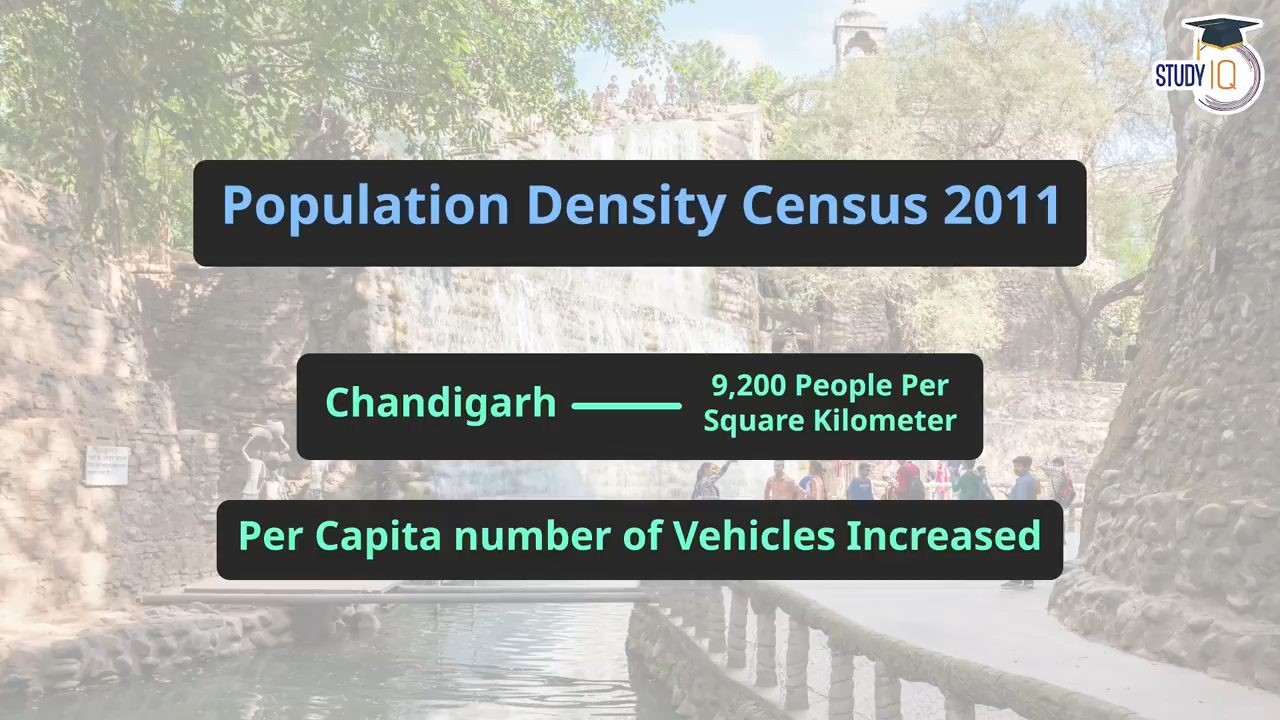 STUDY IQ
Population Density Census 2011
Chandigarh
9,200 People Per
Square Kilometer
Per Capita number of Vehicles Increased